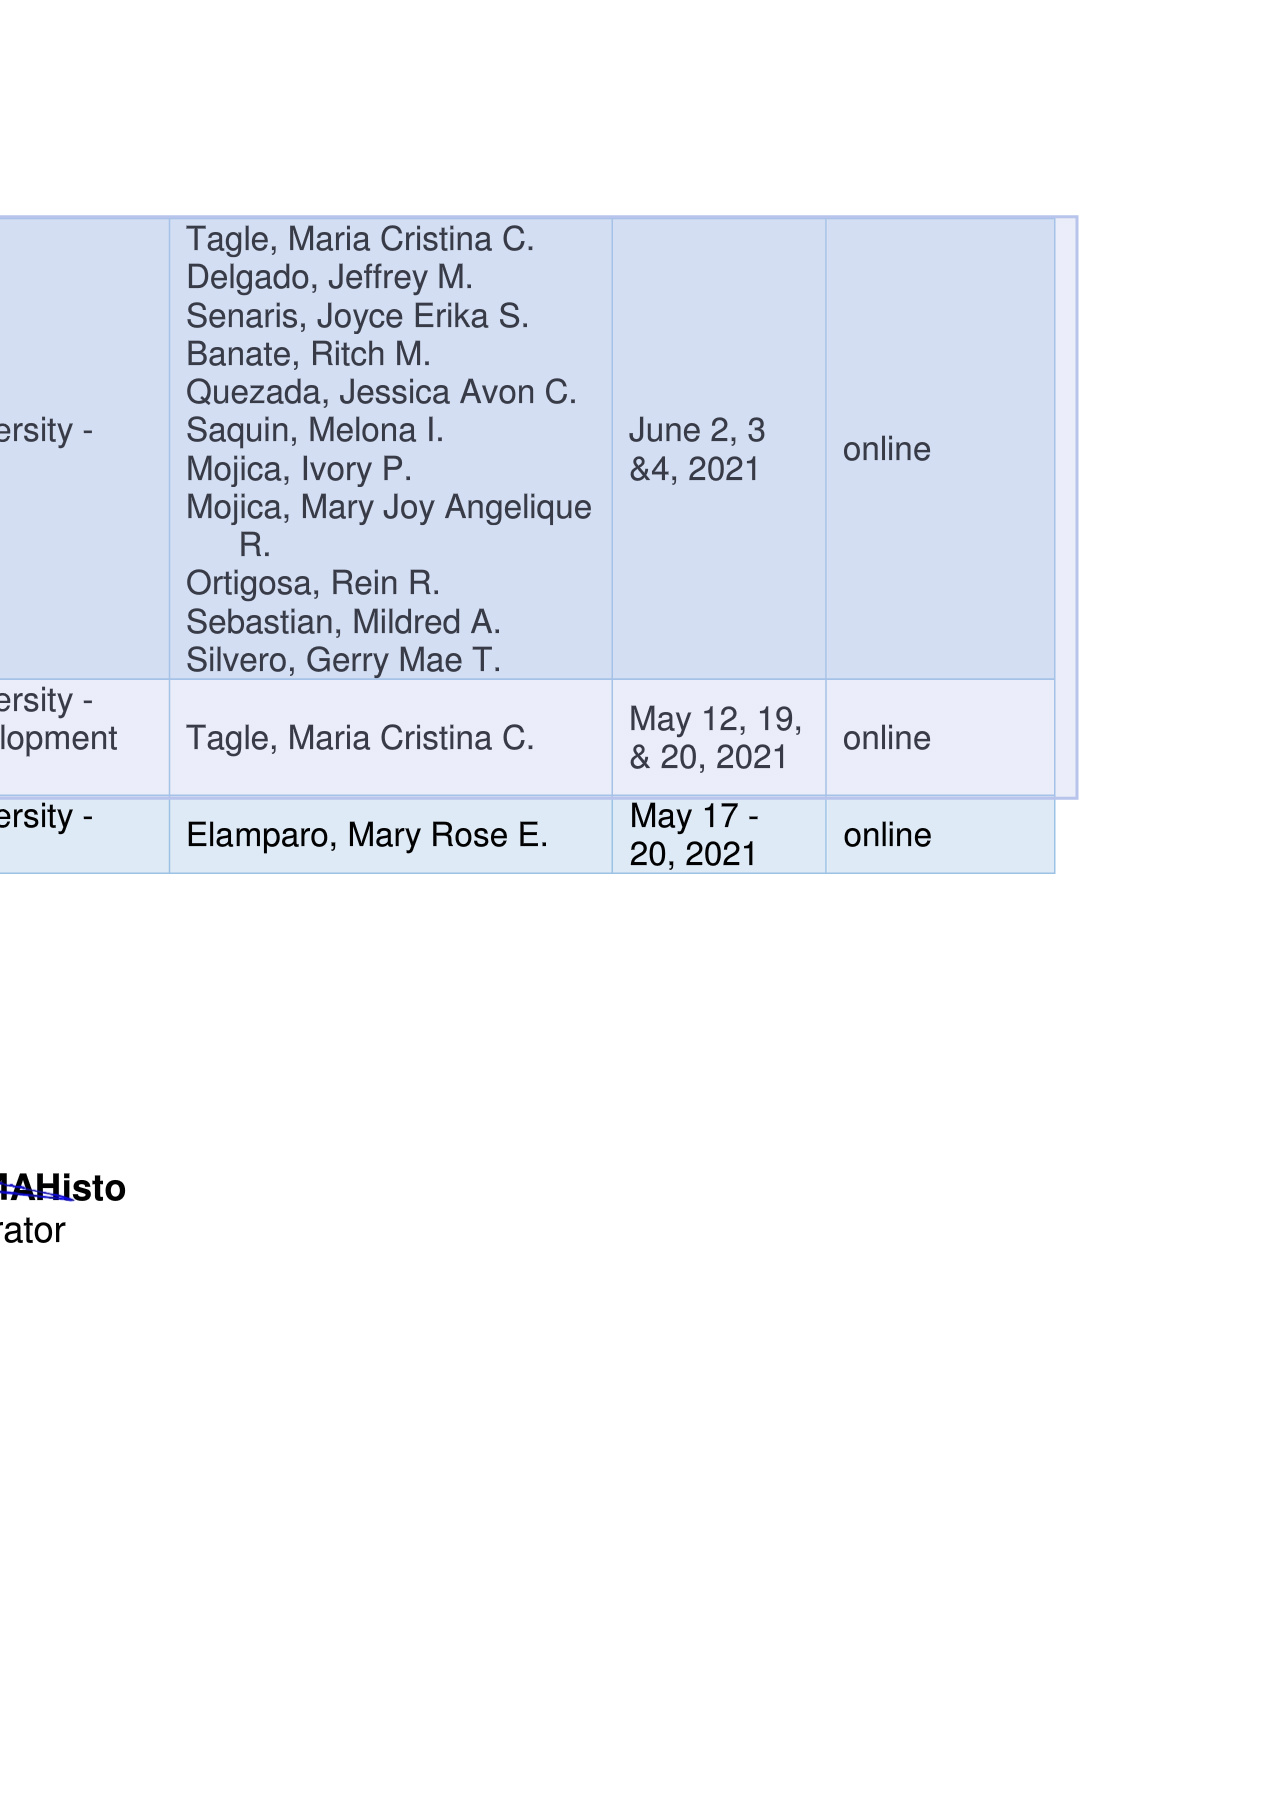 Tagle, Maria Cristina C.
Delgado, Jeffrey M.
Senaris, Joyce Erika S.
Banate, Ritch M.
Quezada, Jessica Avon C.
Saquin, Melona I.
Mojica, Ivory P.
Mojica, Mary Joy Angelique
R.
Ortigosa, Rein R.
Sebastian, Mildred A.
Silvero, Gerry Mae T.
ersity -
June 2, 3
&4, 2021
online
ersity -
lopment
Tagle, Maria Cristina C.
May 12, 19,
& 20, 2021
online
ersity -
Elamparo, Mary Rose E.
May 17 -
20, 2021
online
MAHisto
rator